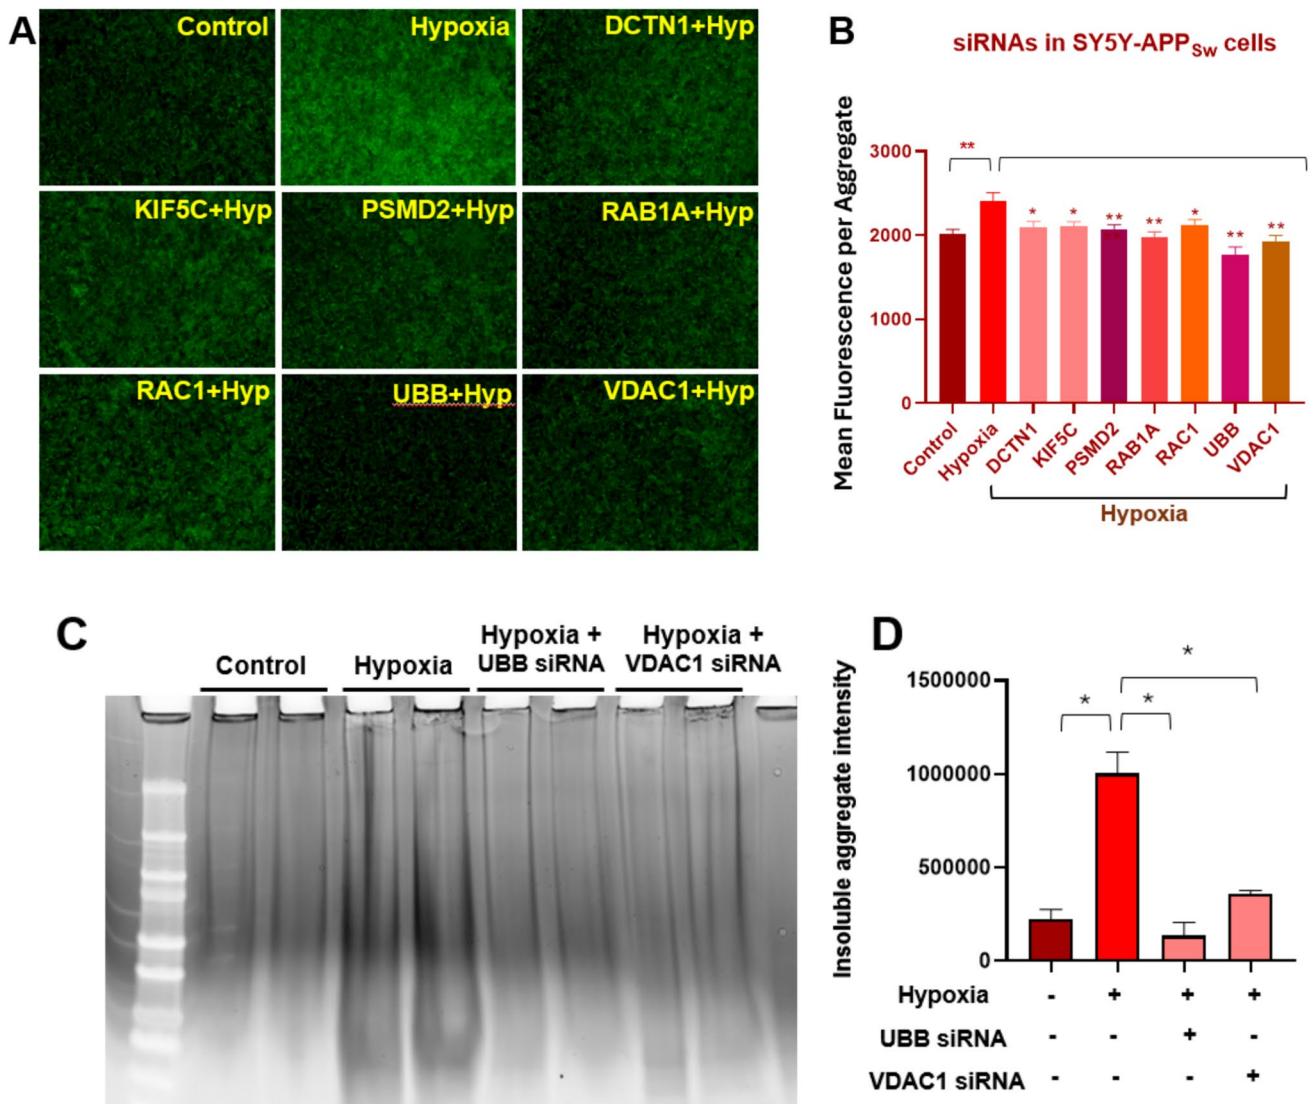 A
Control
Hypoxia
DCTN1+Hyp
KIF5C+Hyp
PSMD2+Hyp
RAB1A+Hyp
RAC1+Hyp
UBB+Hyp
VDAC1+Hyp
B
siRNAs in SY5Y-APPSw cells
Mean Fluorescence per Aggregate
3000
2000
1000
0
**
*
*
**
**
**
*
**
**
Control
Hypoxia
DCTN1
KIF5C
PSMD2
RAB1A
RAC1
UBB
VDAC1
Hypoxia
C
Control
Hypoxia
Hypoxia +
UBB siRNA
Hypoxia +
VDAC1 siRNA
D
Insoluble aggregate intensity
1500000
1000000
500000
0
*
*
*
Hypoxia - + + +
UBB siRNA - - + -
VDAC1 siRNA - - - +